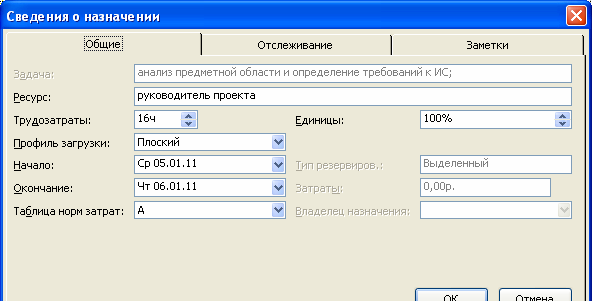 Сведения о назначении
Общие Отслеживание Заметки
Задача: анализ предметной области и определение требований к ИС;
Ресурс: руководитель проекта
Трудозатраты: 16ч Единицы: 100%
Профиль загрузки: Плоский
Начало: Ср 05.01.11 Тип резервиров.: Выделенный
Окончание: Чт 06.01.11 Затраты: 0,00р.
Таблица норм затрат: A Владелец назначения:
ОК Отмена